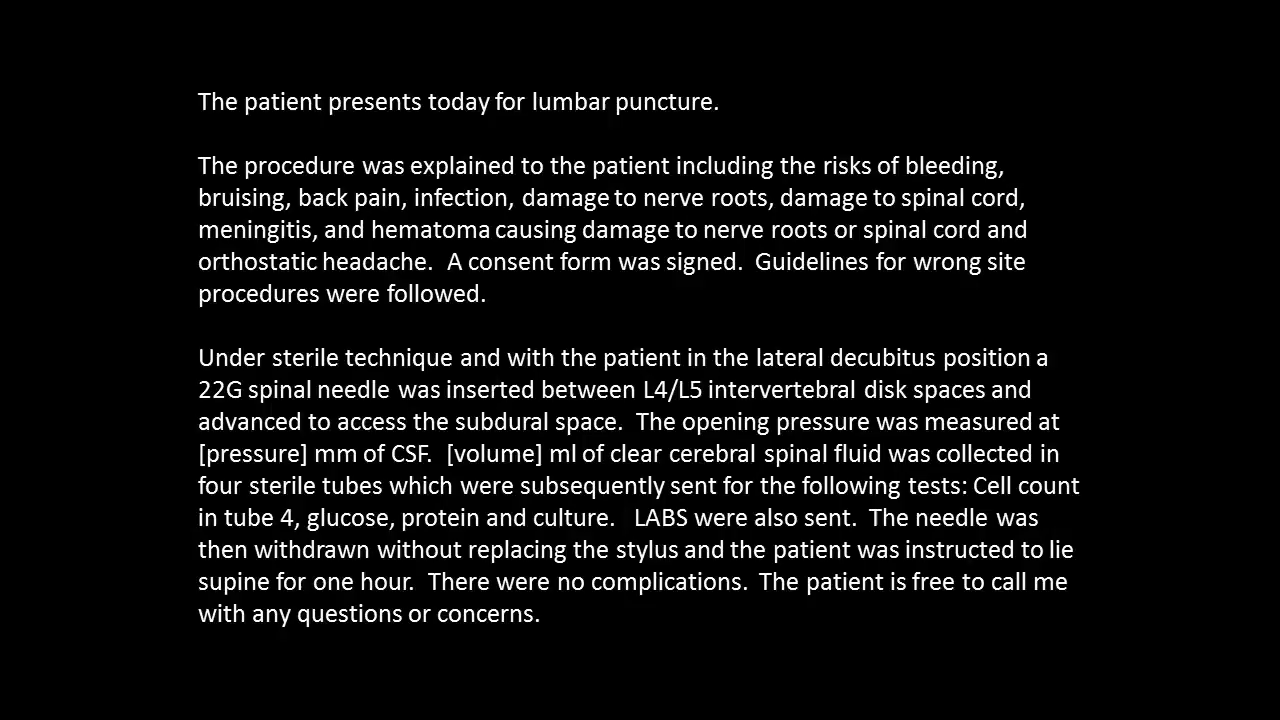 The patient presents today for lumbar puncture.
The procedure was explained to the patient including the risks of bleeding,
bruising, back pain, infection, damage to nerve roots, damage to spinal cord,
meningitis, and hematoma causing damage to nerve roots or spinal cord and
orthostatic headache.  A consent form was signed.  Guidelines for wrong site
procedures were followed.
Under sterile technique and with the patient in the lateral decubitus position a
22G spinal needle was inserted between L4/L5 intervertebral disk spaces and
advanced to access the subdural space.  The opening pressure was measured at
[pressure] mm of CSF.  [volume] ml of clear cerebral spinal fluid was collected in
four sterile tubes which were subsequently sent for the following tests: Cell count
in tube 4, glucose, protein and culture.   LABS were also sent.  The needle was
then withdrawn without replacing the stylus and the patient was instructed to lie
supine for one hour.  There were no complications.  The patient is free to call me
with any questions or concerns.